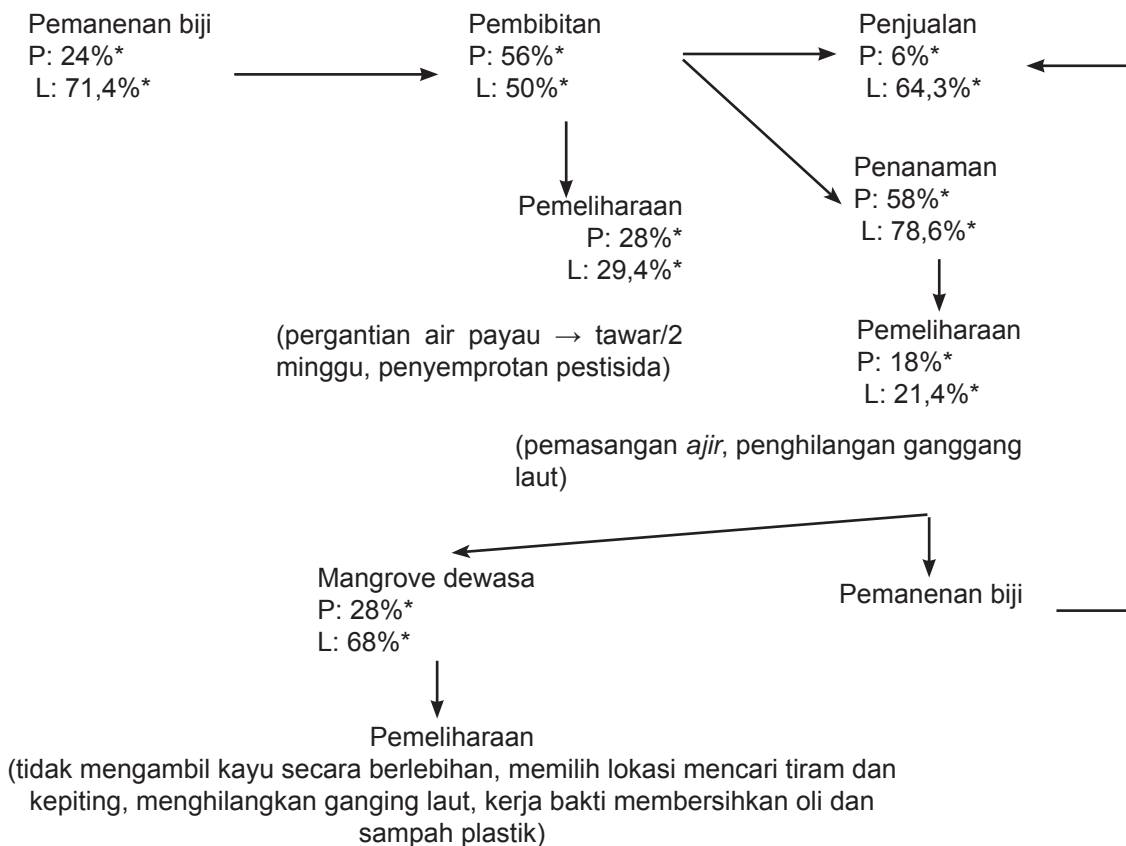 Pemanenan biji
P: 24%*
L: 71,4%*
Pembibitan
P: 56%*
L: 50%*
Penjualan
P: 6%*
L: 64,3%*
Penanaman
P: 58%*
L: 78,6%*
Pemeliharaan
P: 28%*
L: 29,4%*
(pergantian air payau → tawar/2
minggu, penyemprotan pestisida)
Pemeliharaan
P: 18%*
L: 21,4%*
(pemasangan ajir, penghilangan ganggang
laut)
Mangrove dewasa
P: 28%*
L: 68%*
Pemanenan biji
Pemeliharaan
(tidak mengambil kayu secara berlebihan, memilih lokasi mencari tiram dan
kepiting, menghilangkan ganging laut, kerja bakti membersihkan oli dan
sampah plastik)